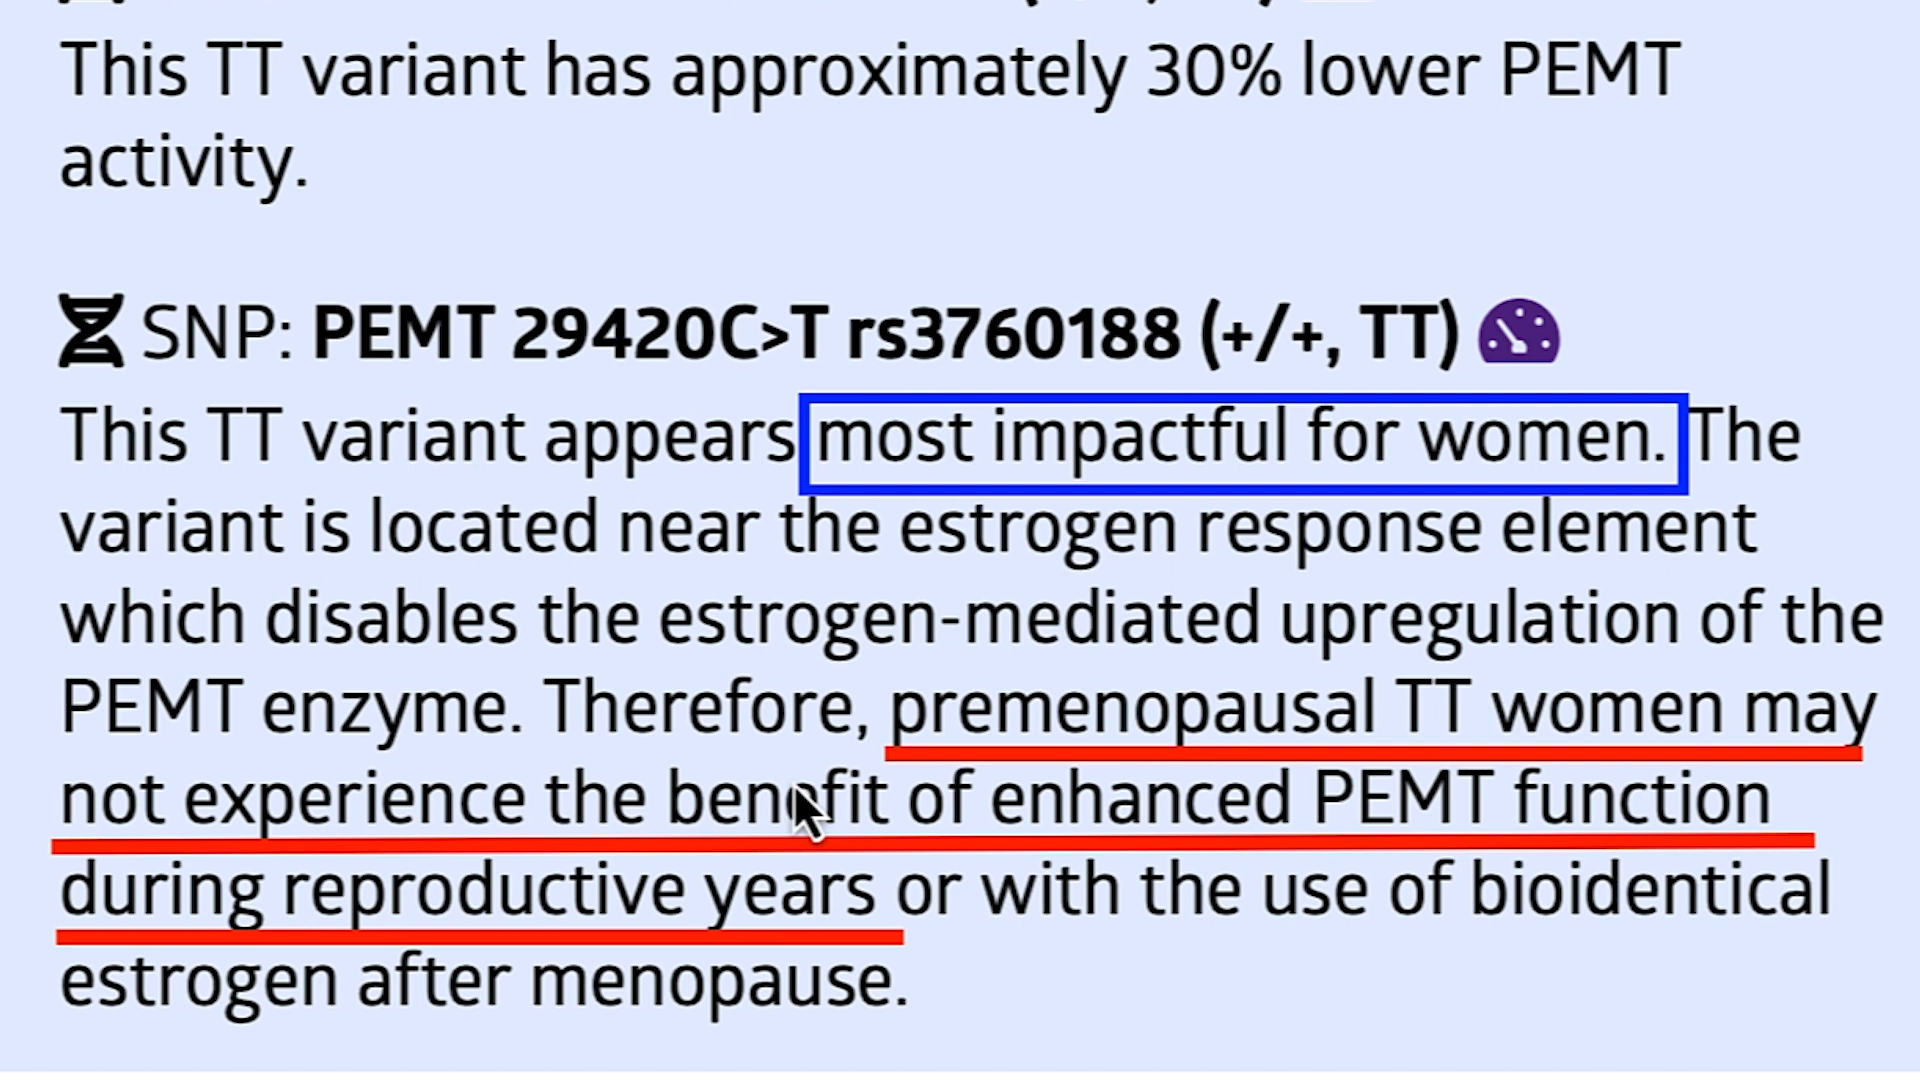 This TT variant has approximately 30% lower PEMT
activity.
SNP: PEMT 29420C>T rs3760188 (+/+, TT)
This TT variant appears most impactful for women. The
variant is located near the estrogen response element
which disables the estrogen-mediated upregulation of the
PEMT enzyme. Therefore, premenopausal TT women may
not experience the benefit of enhanced PEMT function
during reproductive years or with the use of bioidentical
estrogen after menopause.